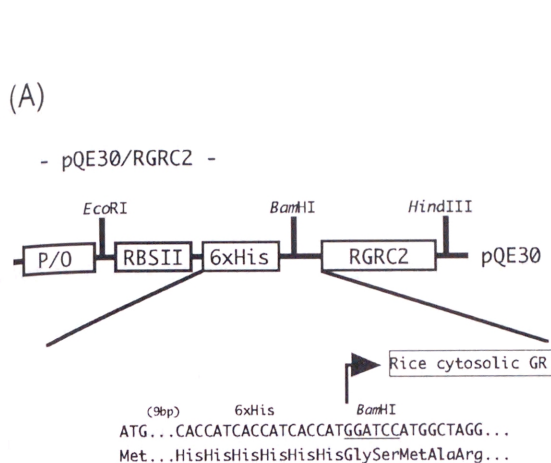 (A)
- pQE30/RGRC2 -
EcoRI BamHI HindIII
P/O RBSII 6xHis RGRC2 pQE30
Rice cytosolic GR
(9bp) 6xHis BamHI
ATG...CACCATCACCATCACCATGGATCCATGGCTAGG...
Met...HisHisHisHisHisHisGlySerMetAlaArg...